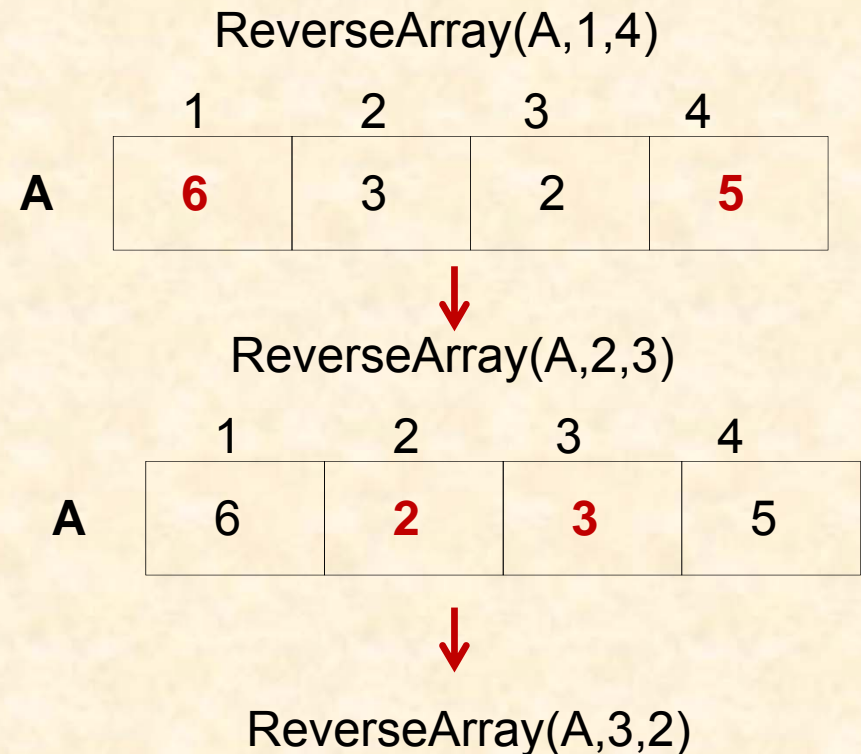 ReverseArray(A,1,4)
1 2 3 4
A 6 3 2 5
ReverseArray(A,2,3)
1 2 3 4
A 6 2 3 5
ReverseArray(A,3,2)